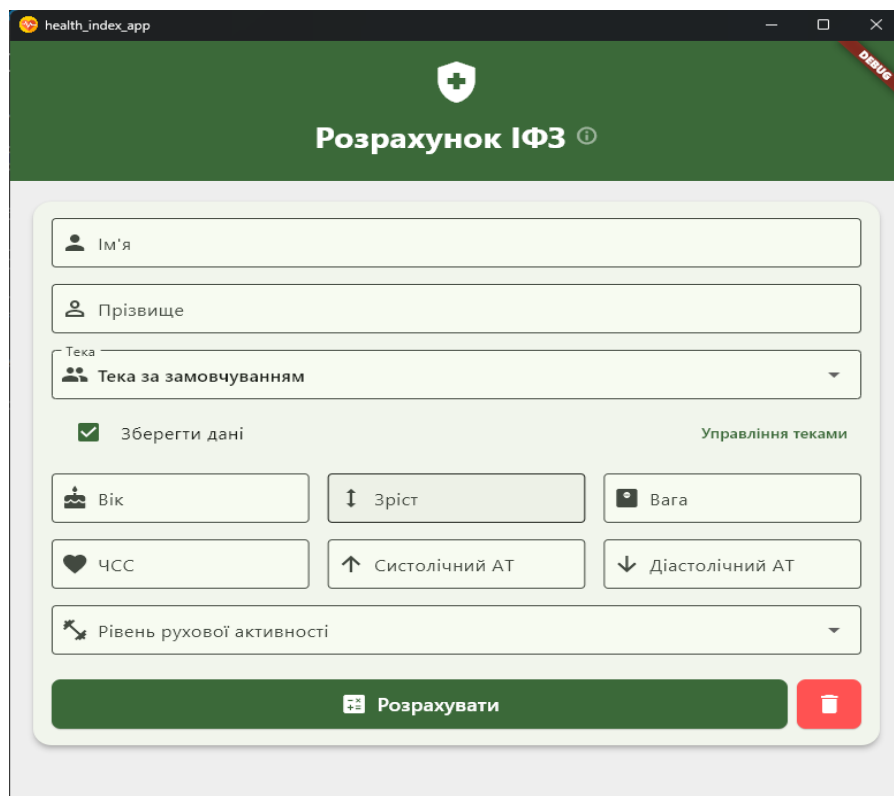 health_index_app
DEBUG
Розрахунок ІФЗ
Ім'я
Прізвище
Тека
Тека за замовчуванням
Зберегти дані
Управління теками
Вік
Зріст
Вага
ЧСС
Систолічний АТ
Діастолічний АТ
Рівень рухової активності
Розрахувати